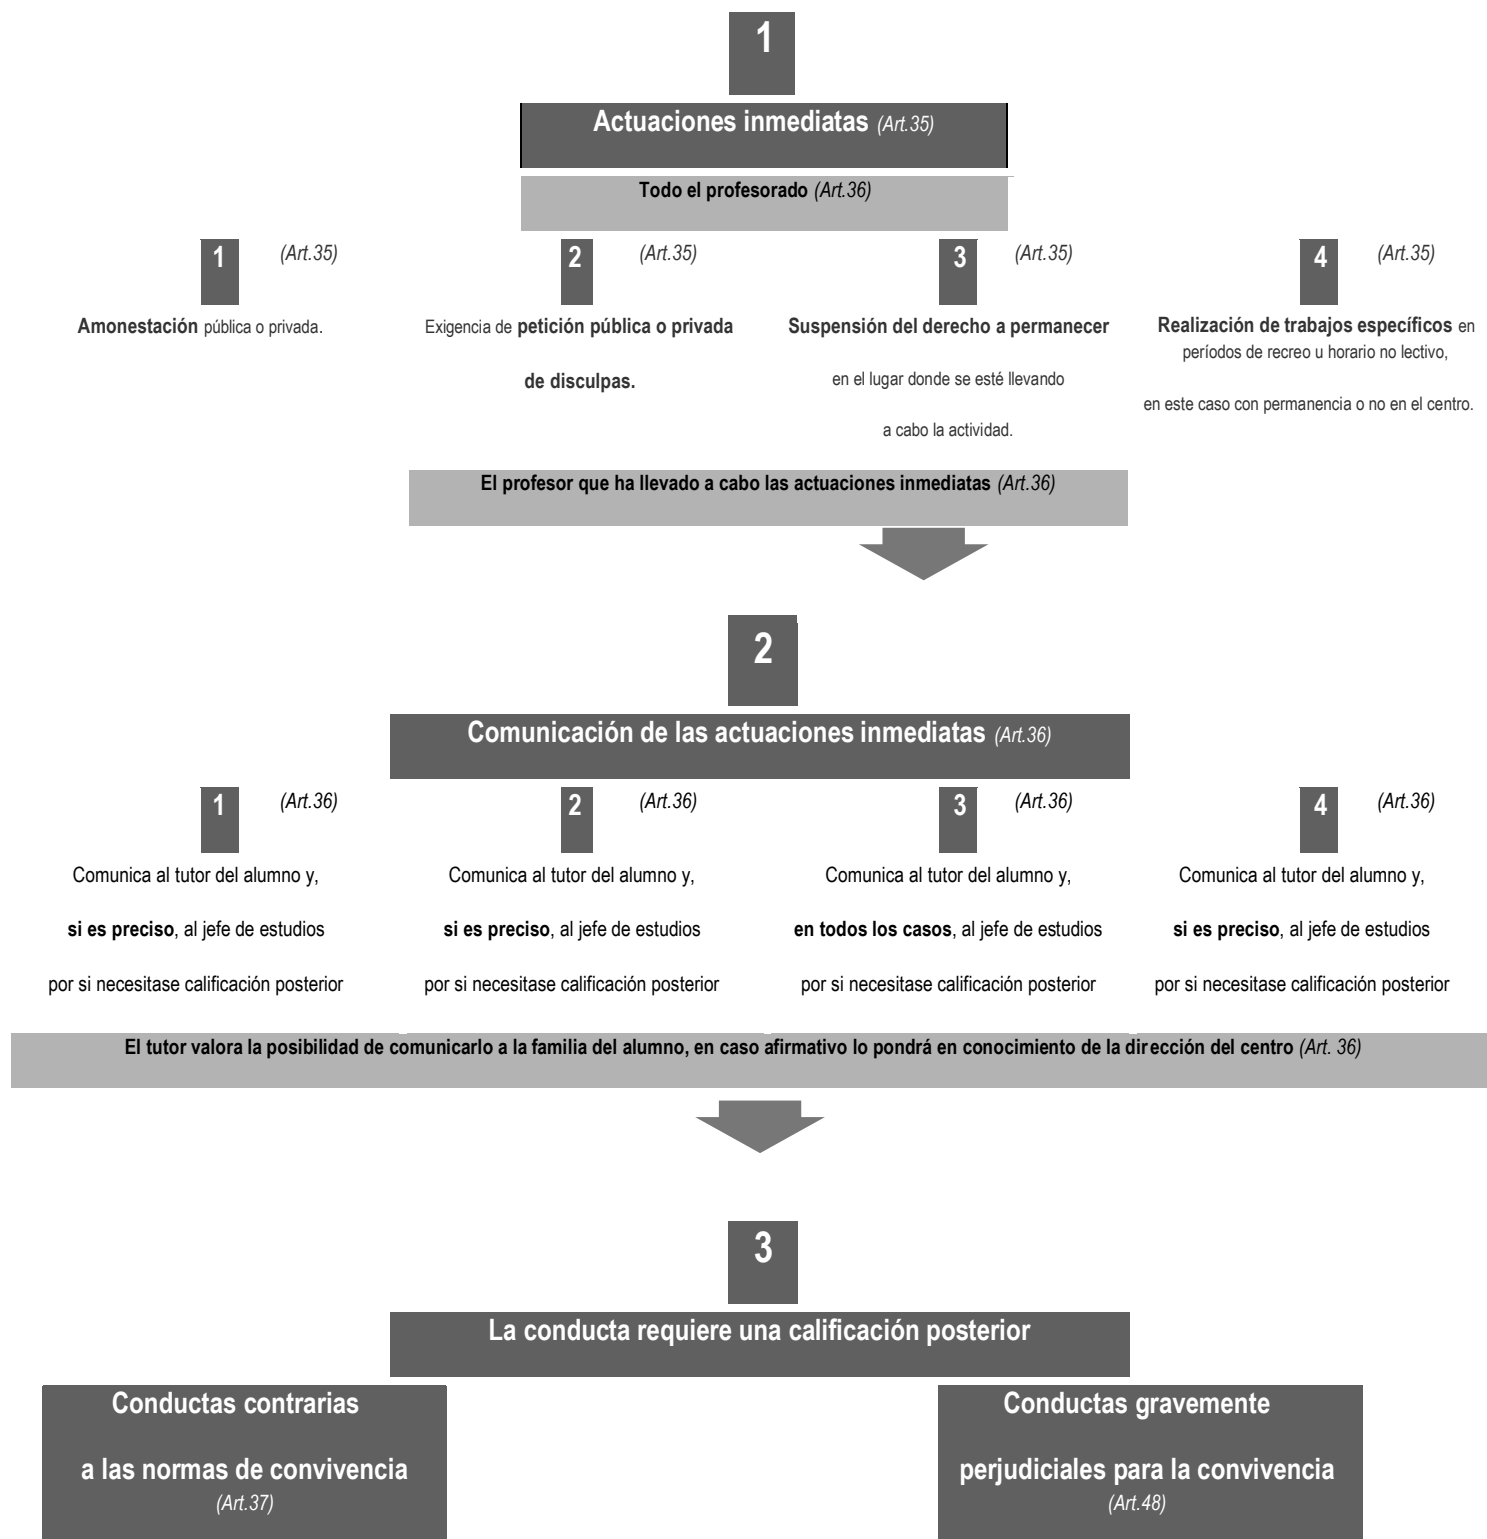 1
Actuaciones inmediatas (Art.35)
Todo el profesorado (Art.36)
1 (Art.35)
Amonestación pública o privada.
2 (Art.35)
Exigencia de petición pública o privada
de disculpas.
3 (Art.35)
Suspensión del derecho a permanecer
en el lugar donde se esté llevando
a cabo la actividad.
4 (Art.35)
Realización de trabajos específicos en
períodos de recreo u horario no lectivo,
en este caso con permanencia o no en el centro.
El profesor que ha llevado a cabo las actuaciones inmediatas (Art.36)
2
Comunicación de las actuaciones inmediatas (Art.36)
1 (Art.36)
Comunica al tutor del alumno y,
si es preciso, al jefe de estudios
por si necesitase calificación posterior
2 (Art.36)
Comunica al tutor del alumno y,
si es preciso, al jefe de estudios
por si necesitase calificación posterior
3 (Art.36)
Comunica al tutor del alumno y,
en todos los casos, al jefe de estudios
por si necesitase calificación posterior
4 (Art.36)
Comunica al tutor del alumno y,
si es preciso, al jefe de estudios
por si necesitase calificación posterior
El tutor valora la posibilidad de comunicarlo a la familia del alumno, en caso afirmativo lo pondrá en conocimiento de la dirección del centro (Art. 36)
3
La conducta requiere una calificación posterior
Conductas contrarias
a las normas de convivencia
(Art.37)
Conductas gravemente
perjudiciales para la convivencia
(Art.48)